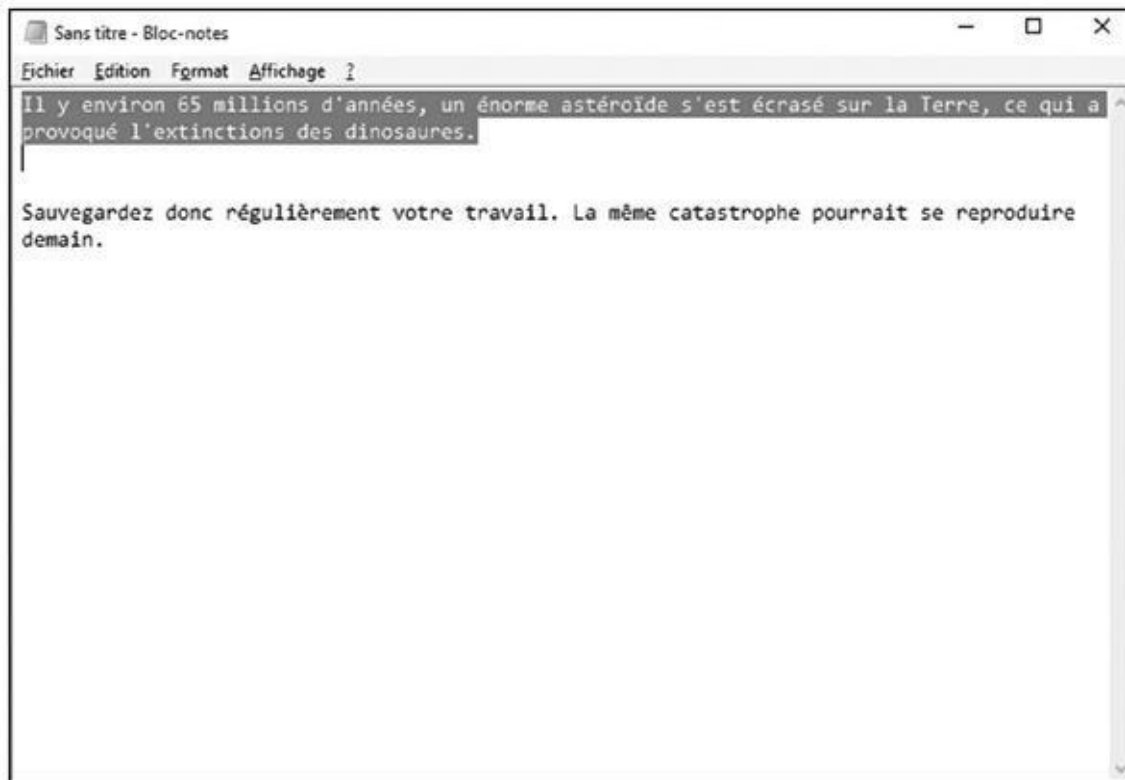 Sans titre - Bloc-notes
Fichier Edition Format Affichage ?
Il y environ 65 millions d'années, un énorme astéroïde s'est écrasé sur la Terre, ce qui a
provoqué l'extinctions des dinosaures.
Sauvegardez donc régulièrement votre travail. La même catastrophe pourrait se reproduire
demain.